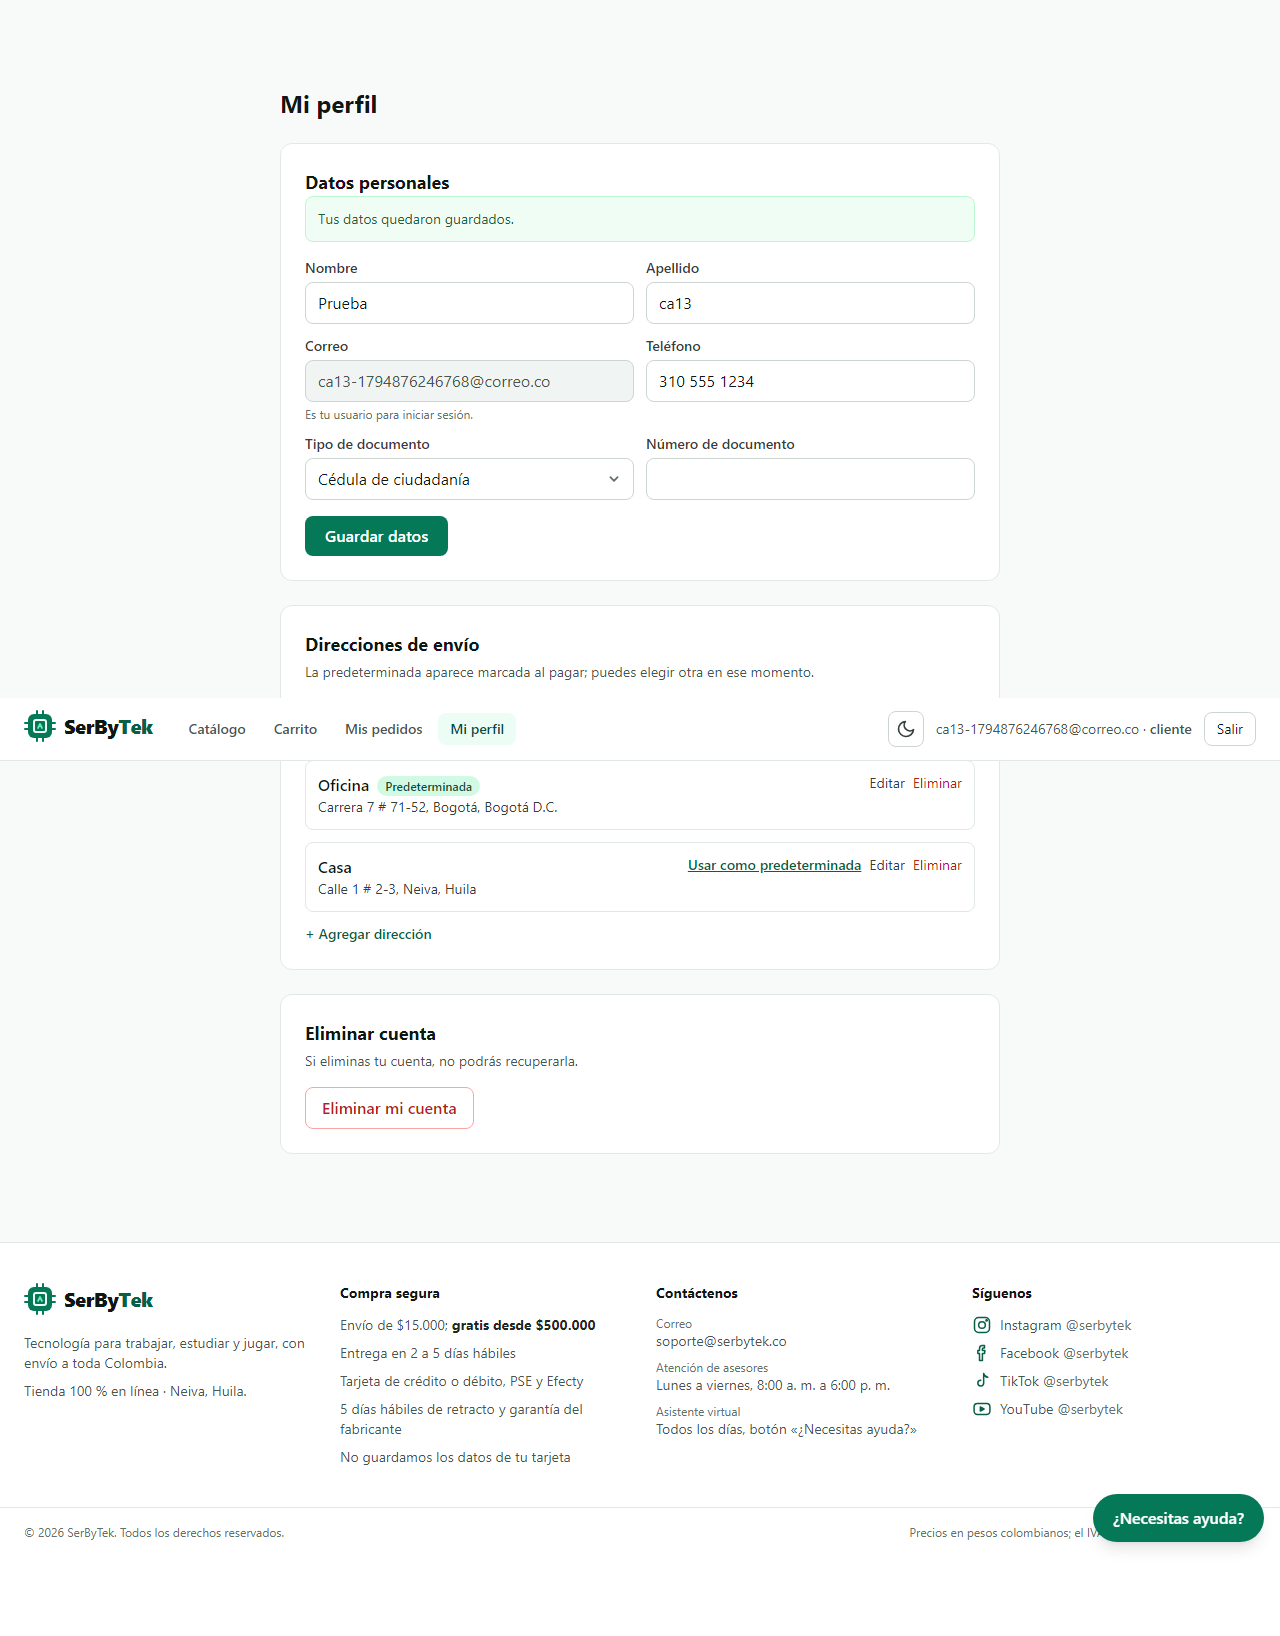 Mi perfil
Datos personales
Tus datos quedaron guardados.
Nombre
Apellido
Prueba
ca13
Correo
Teléfono
ca13-1794876246768@correo.co
310 555 1234
Es tu usuario para iniciar sesión.
Tipo de documento
Número de documento
Cédula de ciudadanía
Guardar datos
Direcciones de envío
La predeterminada aparece marcada al pagar; puedes elegir otra en ese momento.
SerByTek
Catálogo
Carrito
Mis pedidos
Mi perfil
ca13-1794876246768@correo.co · cliente
Salir
Oficina
Predeterminada
Editar
Eliminar
Carrera 7 # 71-52, Bogotá, Bogotá D.C.
Casa
Usar como predeterminada
Editar
Eliminar
Calle 1 # 2-3, Neiva, Huila
+ Agregar dirección
Eliminar cuenta
Si eliminas tu cuenta, no podrás recuperarla.
Eliminar mi cuenta
SerByTek
Tecnología para trabajar, estudiar y jugar, con
envío a toda Colombia.
Tienda 100 % en línea · Neiva, Huila.
Compra segura
Envío de $15.000; gratis desde $500.000
Entrega en 2 a 5 días hábiles
Tarjeta de crédito o débito, PSE y Efecty
5 días hábiles de retracto y garantía del
fabricante
No guardamos los datos de tu tarjeta
Contáctenos
Correo
soporte@serbytek.co
Atención de asesores
Lunes a viernes, 8:00 a. m. a 6:00 p. m.
Asistente virtual
Todos los días, botón «¿Necesitas ayuda?»
Síguenos
Instagram @serbytek
Facebook @serbytek
TikTok @serbytek
YouTube @serbytek
© 2026 SerByTek. Todos los derechos reservados.
Precios en pesos colombianos; el
¿Necesitas ayuda?